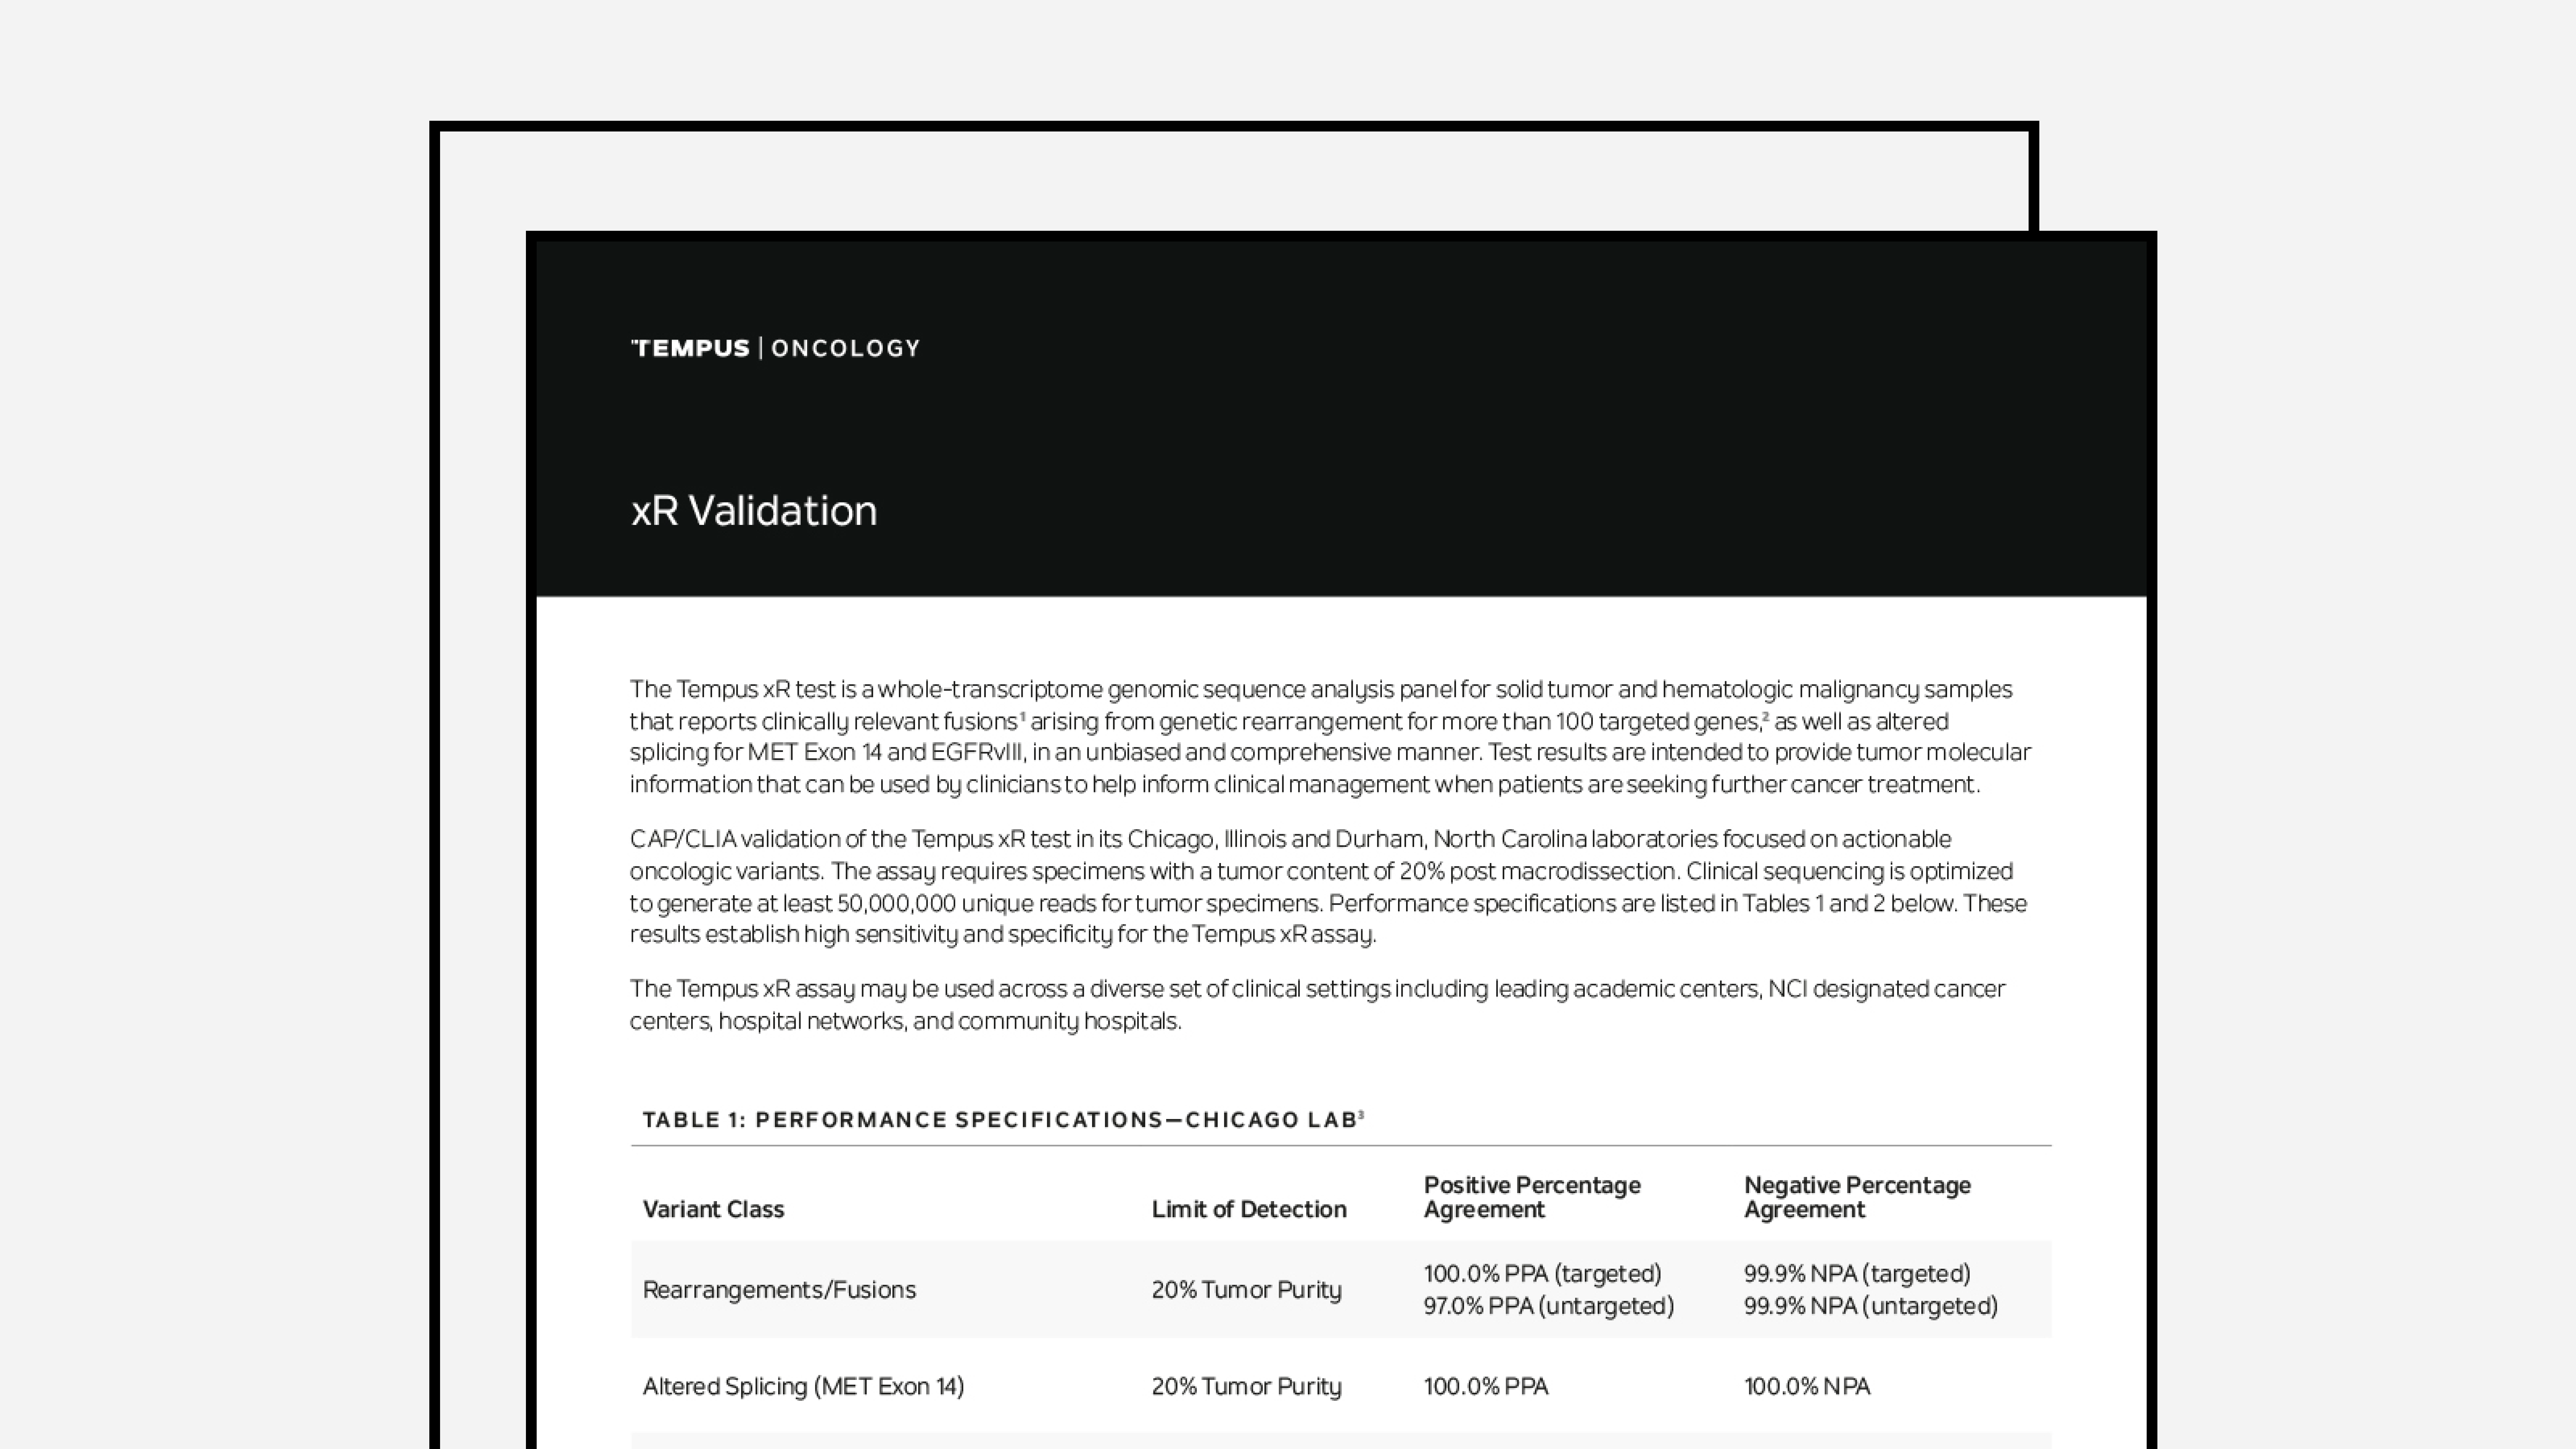 TEMPUS | ONCOLOGY
xR Validation
The Tempus xR test is a whole-transcriptome genomic sequence analysis panel for solid tumor and hematologic malignancy samples
that reports clinically relevant fusions¹ arising from genetic rearrangement for more than 100 targeted genes,² as well as altered
splicing for MET Exon 14 and EGFRvIII, in an unbiased and comprehensive manner. Test results are intended to provide tumor molecular
information that can be used by clinicians to help inform clinical management when patients are seeking further cancer treatment.
CAP/CLIA validation of the Tempus xR test in its Chicago, Illinois and Durham, North Carolina laboratories focused on actionable
oncologic variants. The assay requires specimens with a tumor content of 20% post macrodissection. Clinical sequencing is optimized
to generate at least 50,000,000 unique reads for tumor specimens. Performance specifications are listed in Tables 1 and 2 below. These
results establish high sensitivity and specificity for the Tempus xR assay.
The Tempus xR assay may be used across a diverse set of clinical settings including leading academic centers, NCI designated cancer
centers, hospital networks, and community hospitals.
TABLE 1: PERFORMANCE SPECIFICATIONS—CHICAGO LAB³
Variant Class Limit of Detection Positive Percentage Agreement Negative Percentage Agreement
Rearrangements/Fusions 20% Tumor Purity 100.0% PPA (targeted) 99.9% NPA (targeted)
97.0% PPA (untargeted) 99.9% NPA (untargeted)
Altered Splicing (MET Exon 14) 20% Tumor Purity 100.0% PPA 100.0% NPA